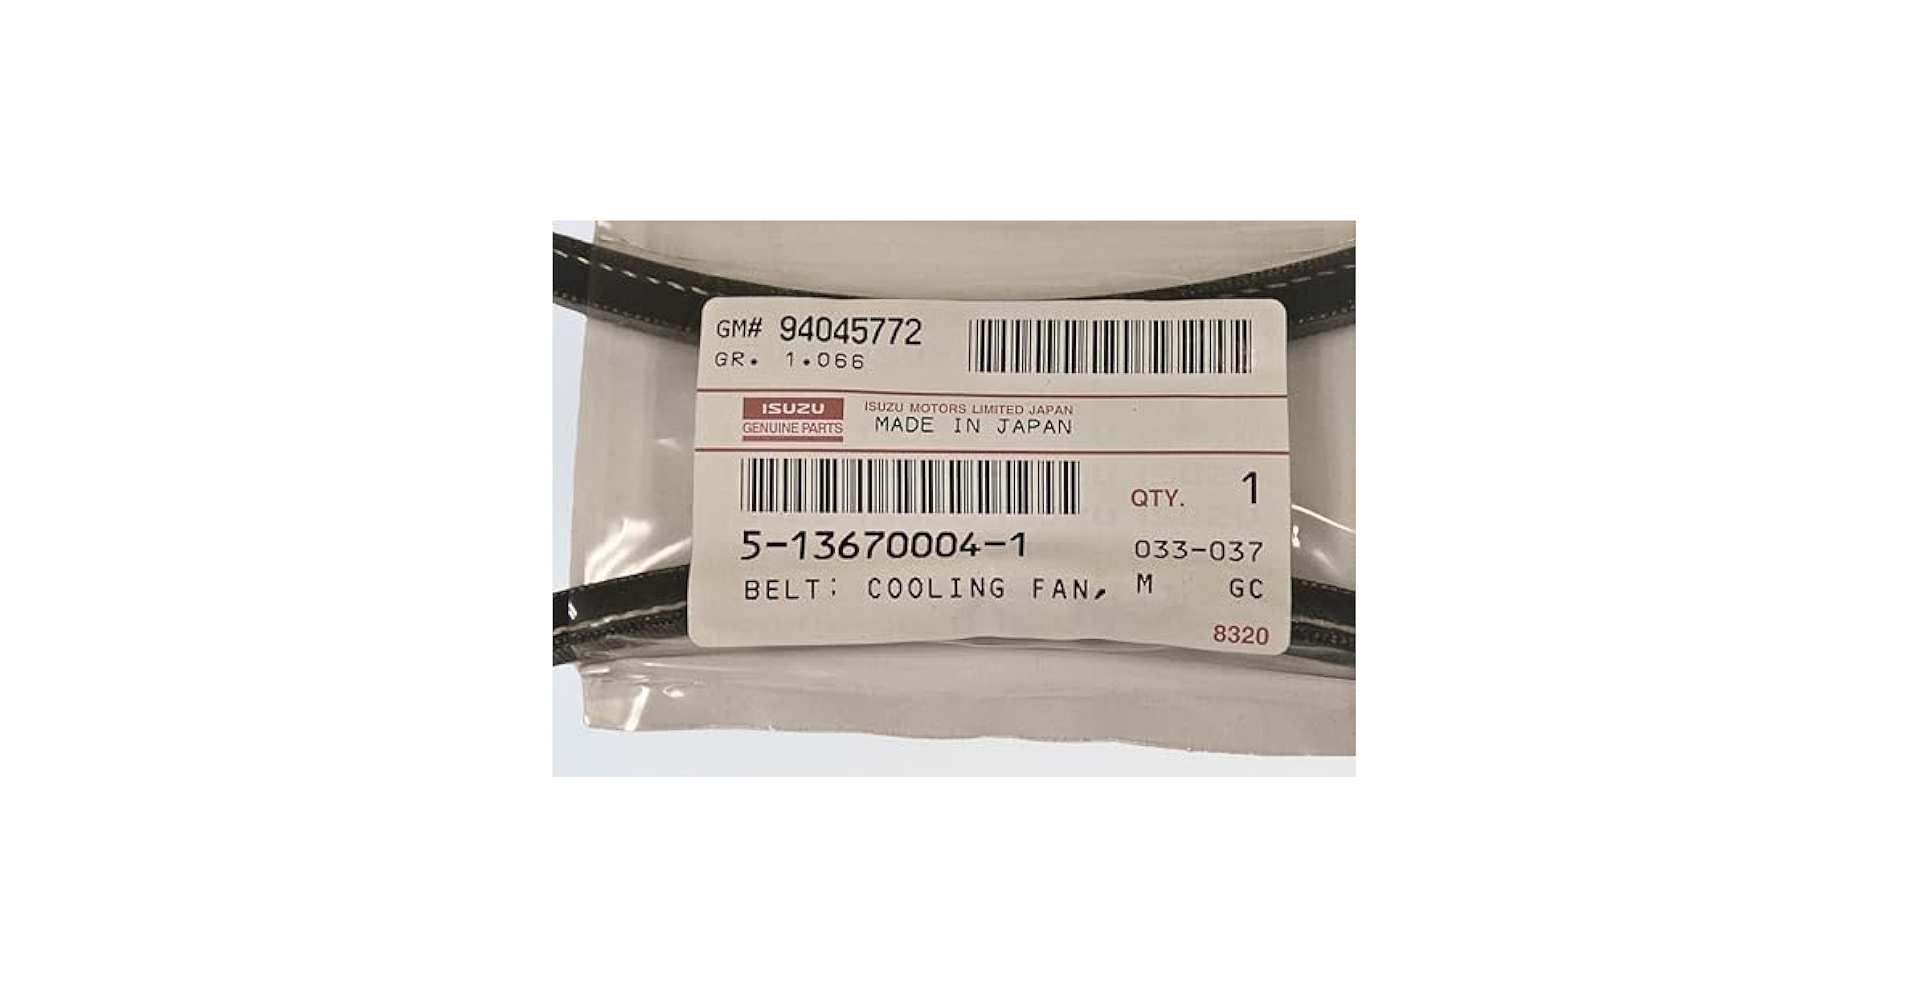 GM# 94045772
GR. 1.066
ISUZU
GENUINE PARTS
ISUZU MOTORS LIMITED JAPAN
MADE IN JAPAN
QTY. 1
5-13670004-1 033-037
BELT: COOLING FAN, M GC
8320